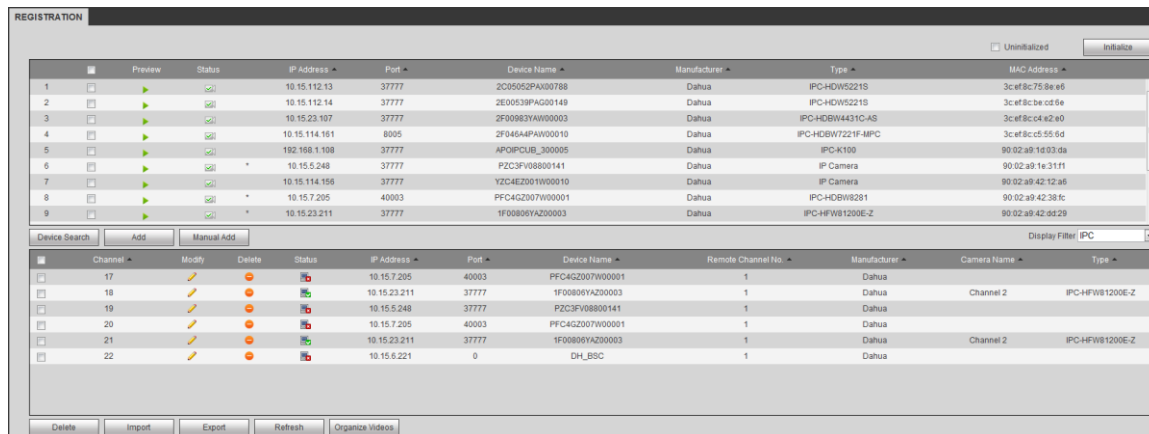 REGISTRATION
Uninitialized Initialize
Preview Status IP Address Port Device Name Manufacturer Type MAC Address
1 10.15.112.13 37777 2C05052PAX00788 Dahua IPC-HDW5221S 3c:ef:8c:75:8e:e6
2 10.15.112.14 37777 2E00539PAG00149 Dahua IPC-HDW5221S 3c:ef:8c:be:cd:6e
3 10.15.23.107 37777 2F00983YAW00003 Dahua IPC-HDBW4431C-AS 3c:ef:8c:c4:e2:e0
4 10.15.114.161 8005 2F046A4PAW00010 Dahua IPC-HDBW7221F-MPC 3c:ef:8c:c5:55:6d
5 192.168.1.108 37777 APOIPCUB_300005 Dahua IPC-K100 90:02:a9:1d:03:da
6 * 10.15.5.248 37777 PZC3FV08800141 Dahua IP Camera 90:02:a9:1e:31:f1
7 10.15.114.156 37777 YZC4EZ001W00010 Dahua IP Camera 90:02:a9:42:12:a6
8 * 10.15.7.205 40003 PFC4GZ007W00001 Dahua IPC-HDBW8281 90:02:a9:42:38:fc
9 * 10.15.23.211 37777 1F00806YAZ00003 Dahua IPC-HFW81200E-Z 90:02:a9:42:dd:29
Device Search Add Manual Add Display Filter IPC
Channel Modify Delete Status IP Address Port Device Name Remote Channel No. Manufacturer Camera Name Type
17 10.15.7.205 40003 PFC4GZ007W00001 1 Dahua
18 10.15.23.211 37777 1F00806YAZ00003 1 Dahua Channel 2 IPC-HFW81200E-Z
19 10.15.5.248 37777 PZC3FV08800141 1 Dahua
20 10.15.7.205 40003 PFC4GZ007W00001 1 Dahua
21 10.15.23.211 37777 1F00806YAZ00003 1 Dahua Channel 2 IPC-HFW81200E-Z
22 10.15.6.221 0 DH_BSC 1 Dahua
Delete Import Export Refresh Organize Videos